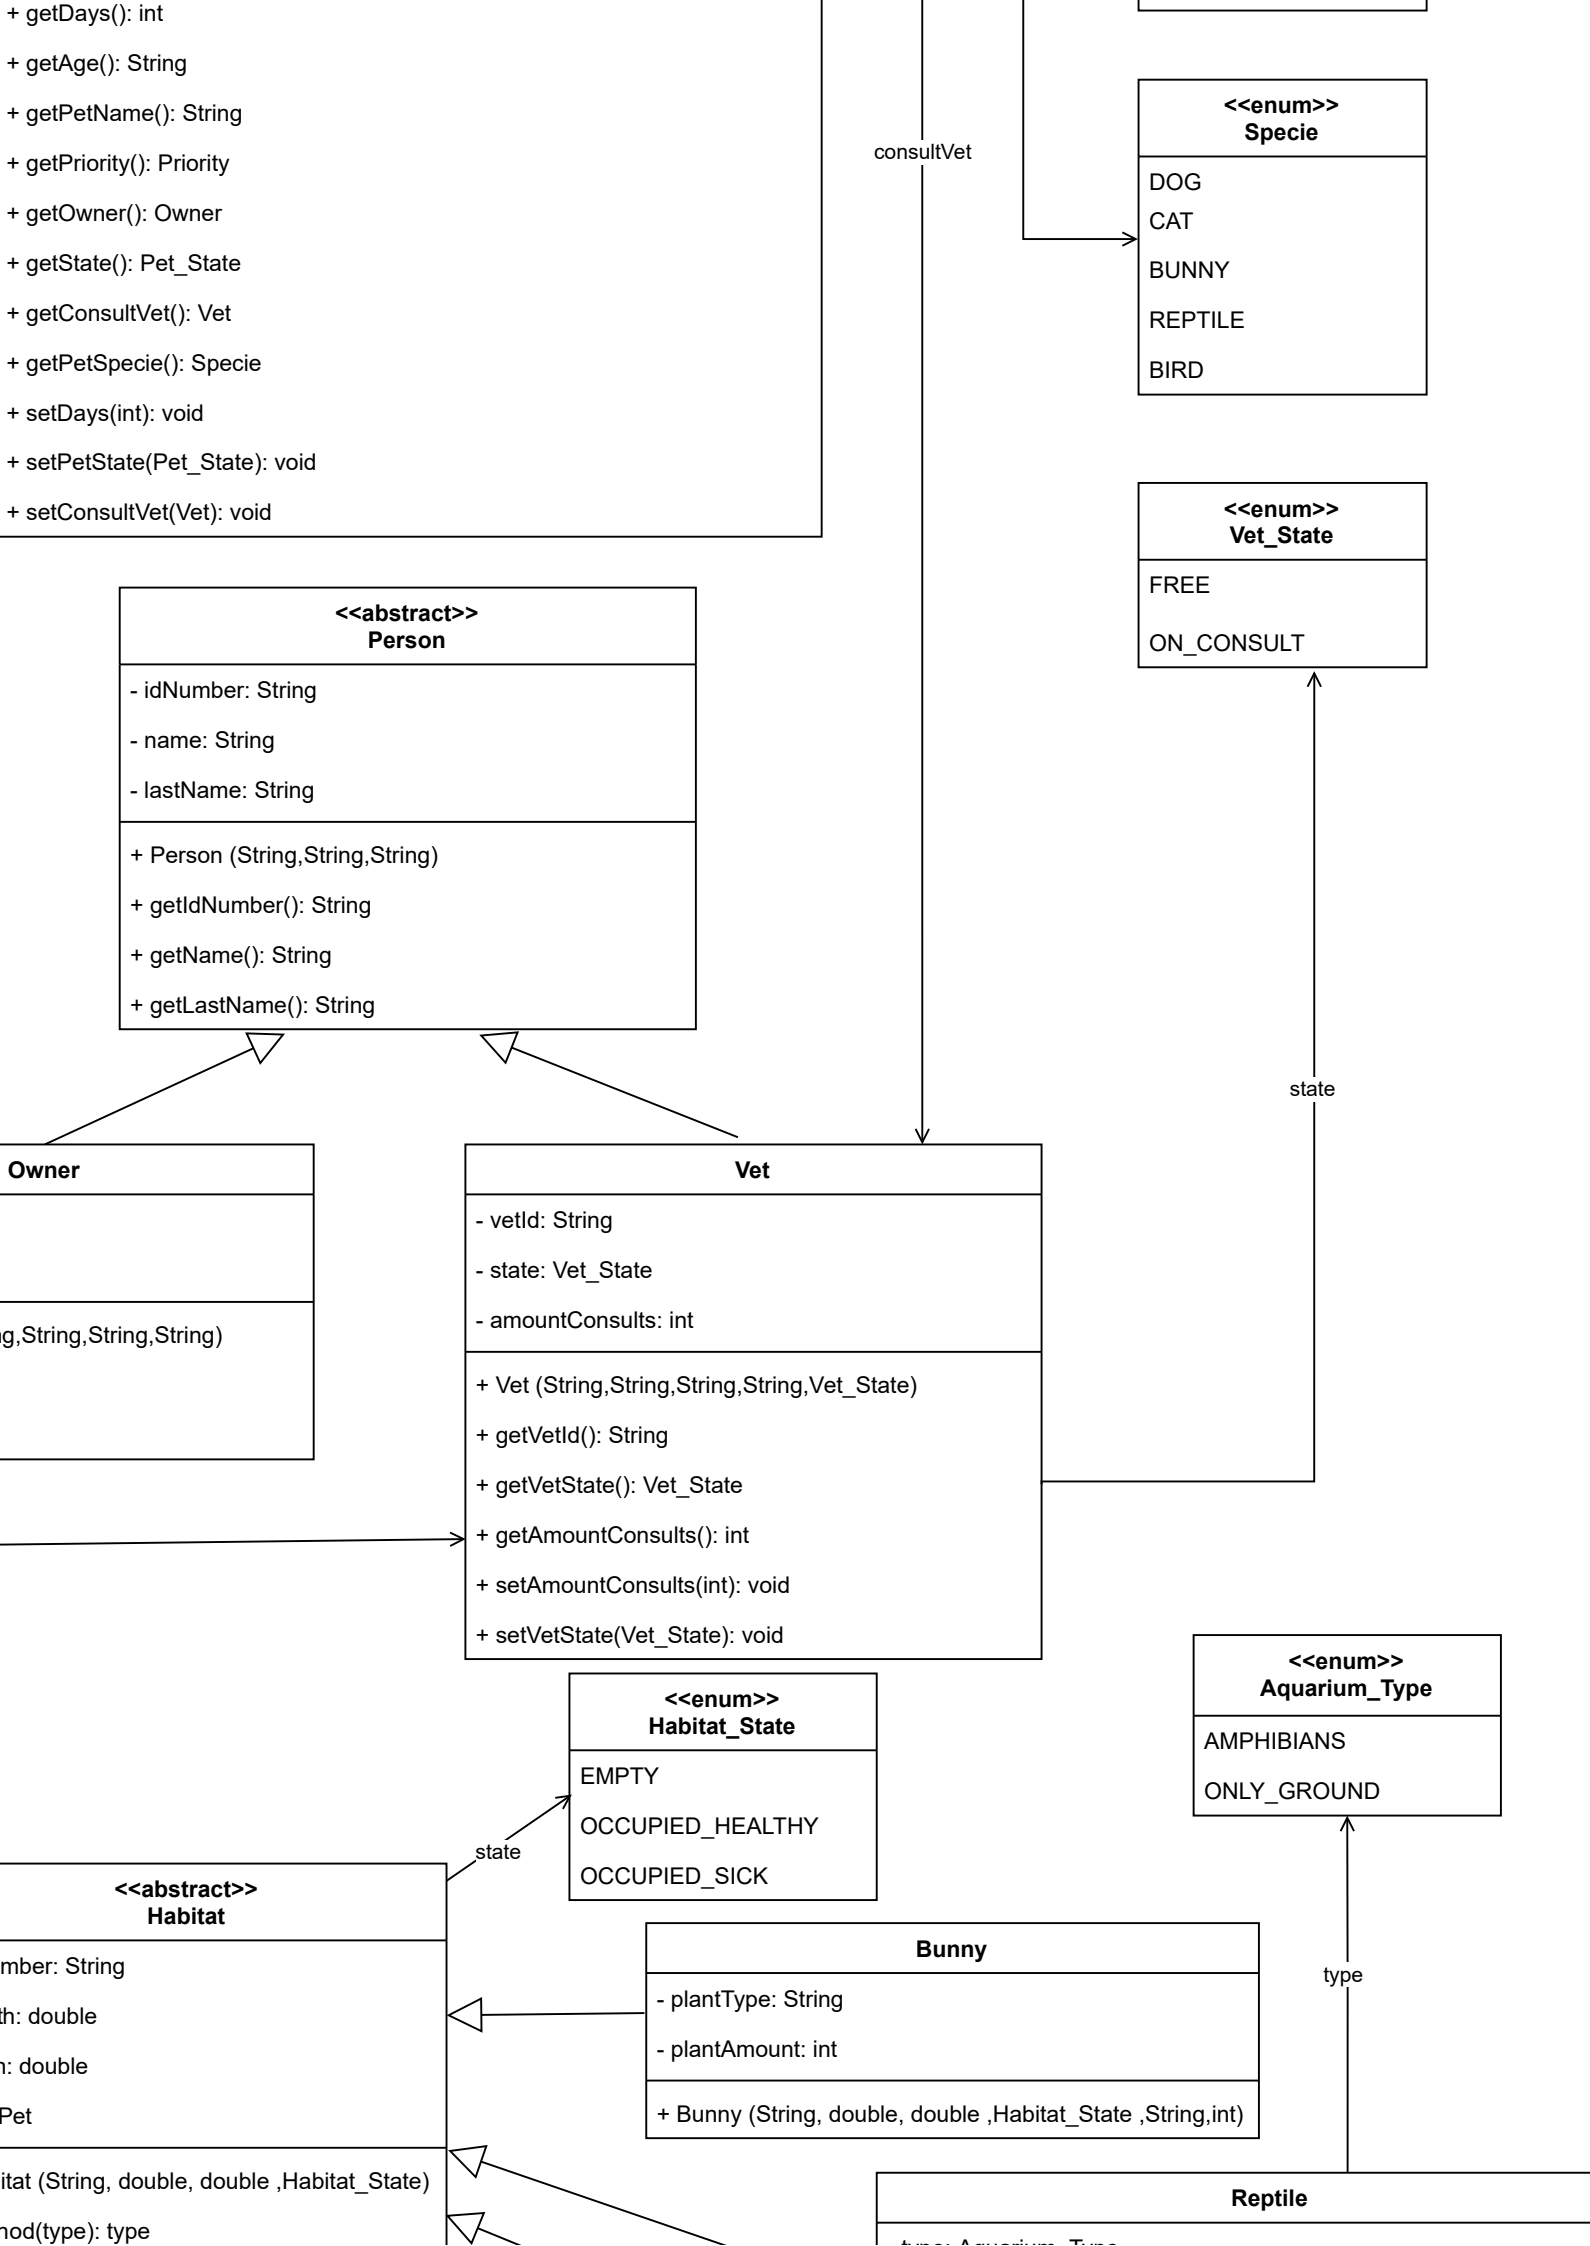 + getDays(): int
+ getAge(): String
+ getPetName(): String
+ getPriority(): Priority
+ getOwner(): Owner
+ getState(): Pet_State
+ getConsultVet(): Vet
+ getPetSpecie(): Specie
+ setDays(int): void
+ setPetState(Pet_State): void
+ setConsultVet(Vet): void
consultVet
<<enum>>
Specie
DOG
CAT
BUNNY
REPTILE
BIRD
<<enum>>
Vet_State
FREE
ON_CONSULT
<<abstract>>
Person
- idNumber: String
- name: String
- lastName: String
+ Person (String,String,String)
+ getIdNumber(): String
+ getName(): String
+ getLastName(): String
state
Owner
,String,String,String)
Vet
- vetId: String
- state: Vet_State
- amountConsults: int
+ Vet (String,String,String,String,Vet_State)
+ getVetId(): String
+ getVetState(): Vet_State
+ getAmountConsults(): int
+ setAmountConsults(int): void
+ setVetState(Vet_State): void
<<enum>>
Habitat_State
EMPTY
OCCUPIED_HEALTHY
OCCUPIED_SICK
state
<<enum>>
Aquarium_Type
AMPHIBIANS
ONLY_GROUND
type
<<abstract>>
Habitat
mber: String
th: double
: double
Pet
itat (String, double, double ,Habitat_State)
hod(type): type
Bunny
- plantType: String
- plantAmount: int
+ Bunny (String, double, double ,Habitat_State ,String,int)
Reptile
type: Aquarium_Type